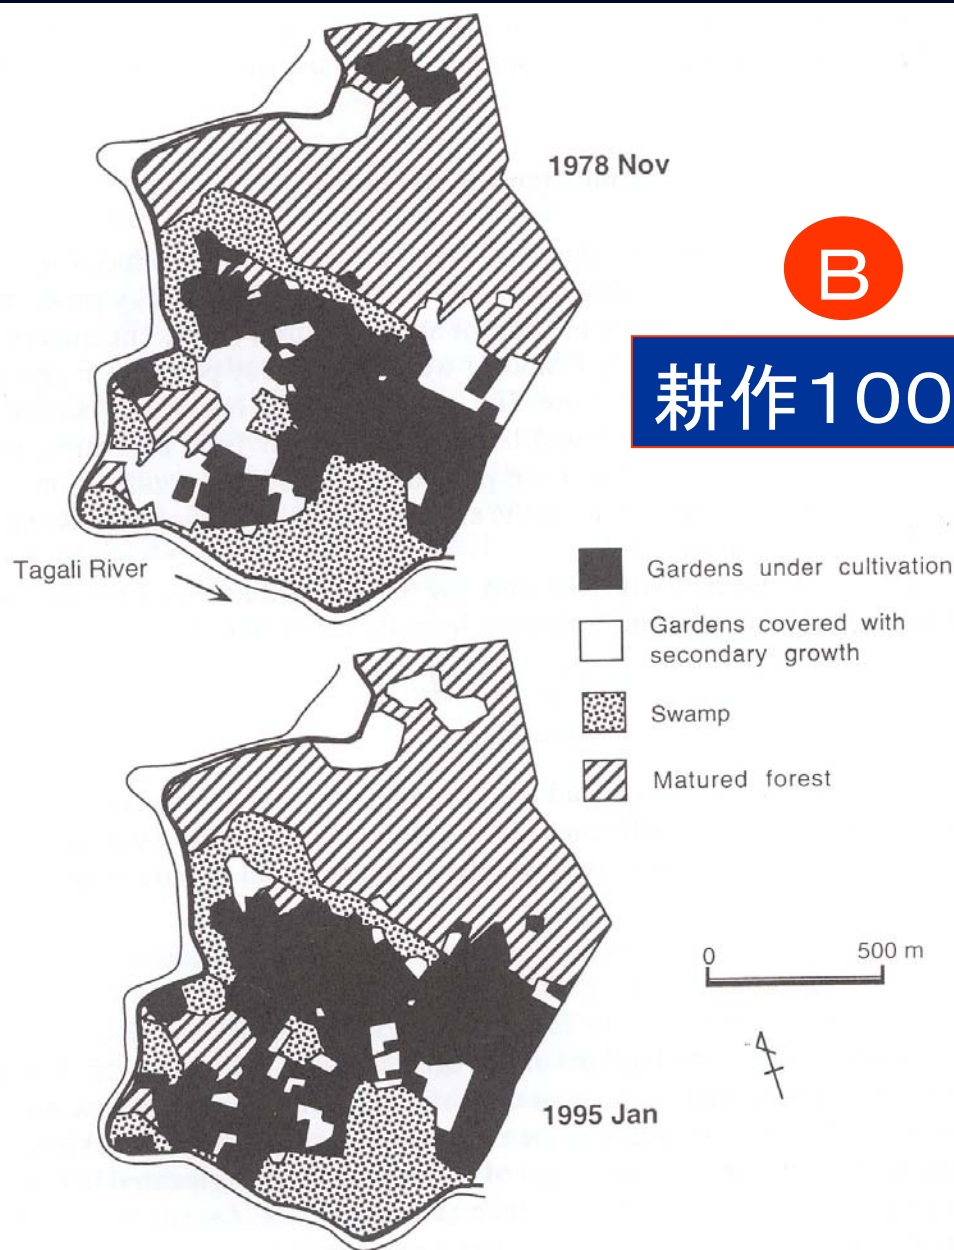 1978 Nov
B
耕作100
Tagali River
Gardens under cultivation
Gardens covered with
secondary growth
Swamp
Matured forest
0 500 m
1995 Jan